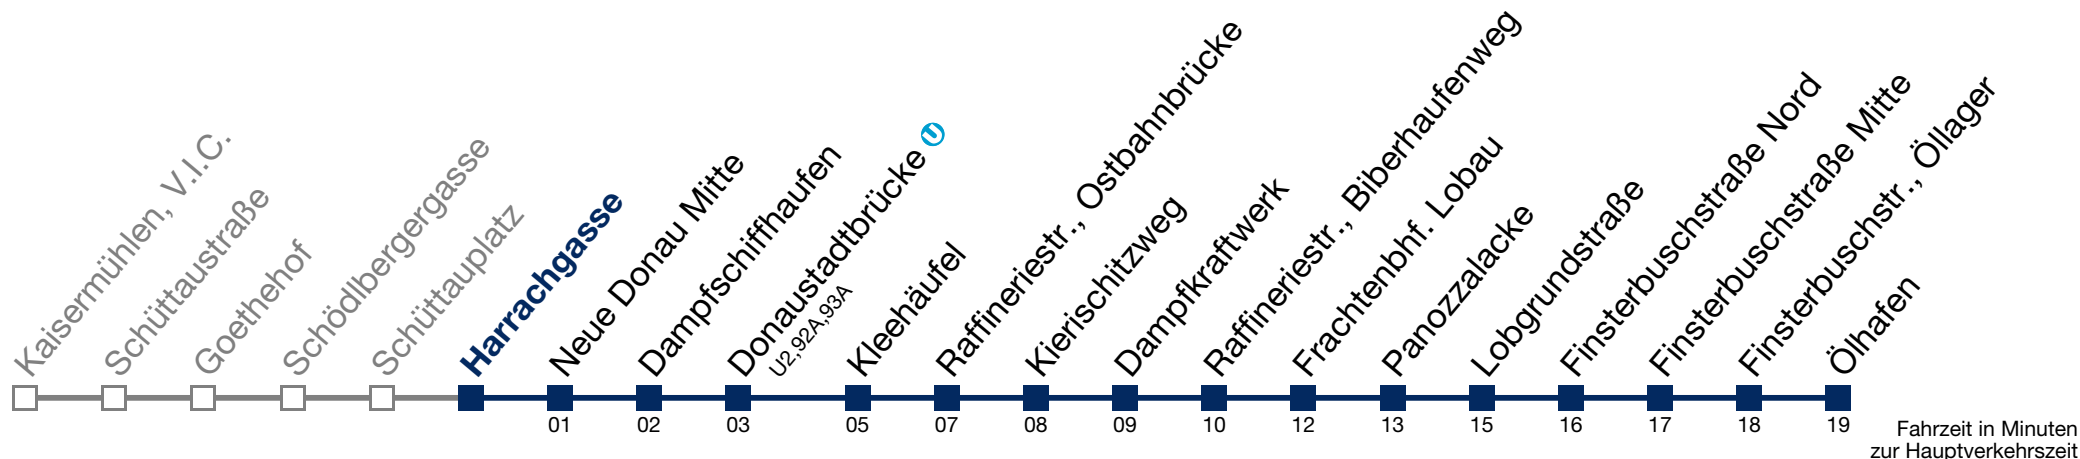 Kaisermühlen, V.I.C.
Schüttaustraße
Goethehof
Schödlbergergasse
Schüttauplatz
Harrachgasse
Neue Donau Mitte
Dampfschiffhaufen
Donaustadtbrücke U
U2,92A,93A
Kleehäufel
Raffineriestr., Ostbahnbrücke
Kierischitzweg
Dampfkraftwerk
Raffineriestr., Biberhaufenweg
Frachtenbhf. Lobau
Panozzalacke
Lobgrundstraße
Finsterbuschstraße Nord
Finsterbuschstraße Mitte
Finsterbuschstr., Öllager
Ölhafen
01 02 03 05 07 08 09 10 12 13 15 16 17 18 19
Fahrzeit in Minuten
zur Hauptverkehrszeit